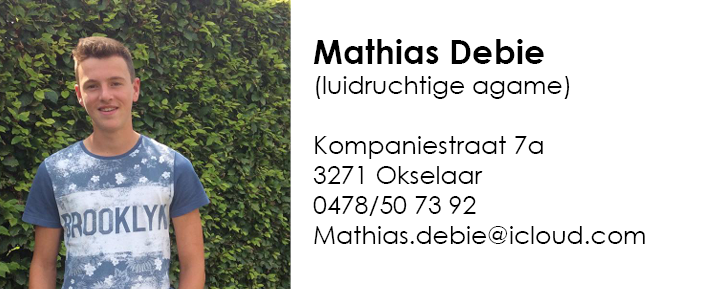 BROOKLYN
Mathias Debie
(luidruchtige agame)
Kompaniestraat 7a
3271 Okselaar
0478/50 73 92
Mathias.debie@icloud.com